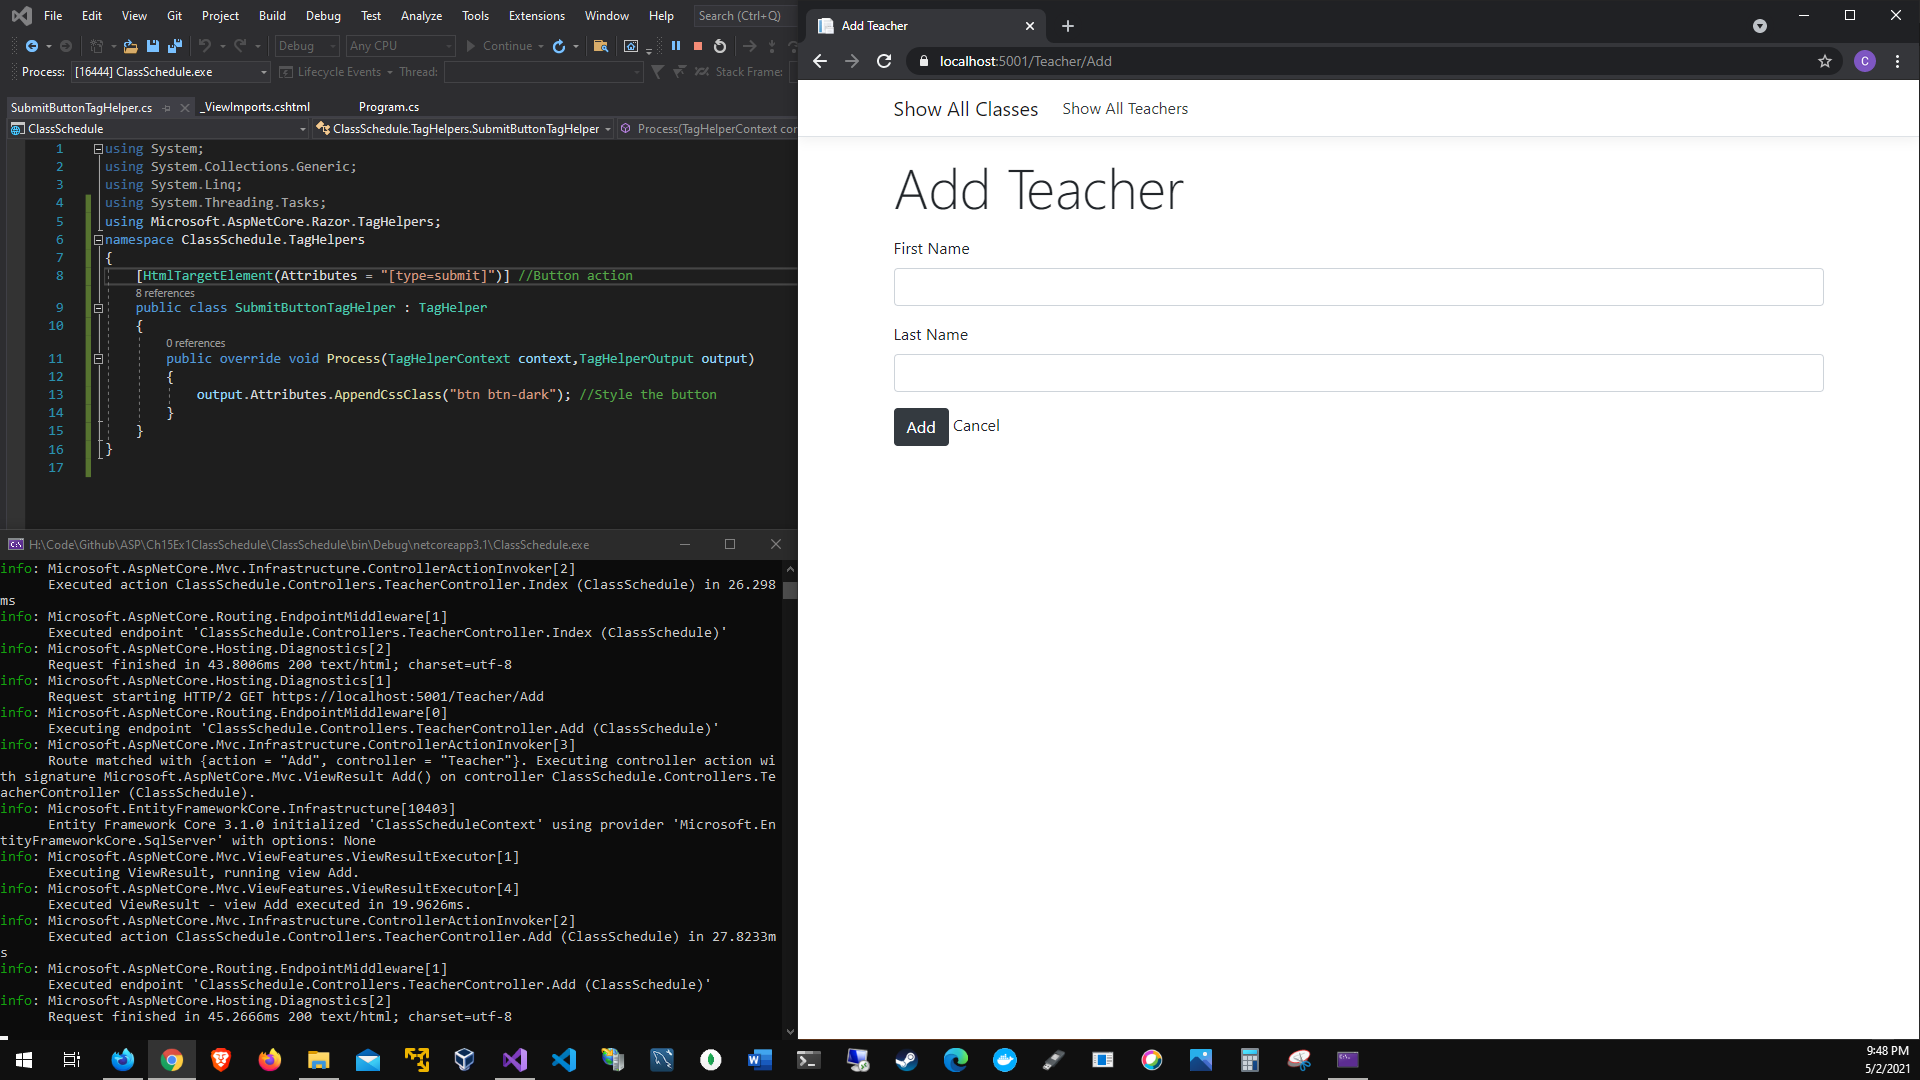 File Edit View Git Project Build Debug Test Analyze Tools Extensions Window Help Search (Ctrl+Q)
Debug Any CPU Continue
Process: [16444] ClassSchedule.exe Lifecycle Events Thread: Stack Frame:
SubmitButtonTagHelper.cs _ViewImports.cshtml Program.cs
ClassSchedule ClassSchedule.TagHelpers.SubmitButtonTagHelper Process(TagHelperContext cor
1 using System;
2 using System.Collections.Generic;
3 using System.Linq;
4 using System.Threading.Tasks;
5 using Microsoft.AspNetCore.Razor.TagHelpers;
6 namespace ClassSchedule.TagHelpers
7 {
8 [HtmlTargetElement(Attributes = "[type=submit]")] //Button action
8 references
9 public class SubmitButtonTagHelper : TagHelper
10 {
0 references
11 public override void Process(TagHelperContext context,TagHelperOutput output)
12 {
13 output.Attributes.AppendCssClass("btn btn-dark"); //Style the button
14 }
15 }
16 }
17
H:\Code\Github\ASP\Ch15Ex1ClassSchedule\ClassSchedule\bin\Debug\netcoreapp3.1\ClassSchedule.exe
info: Microsoft.AspNetCore.Mvc.Infrastructure.ControllerActionInvoker[2]
Executed action ClassSchedule.Controllers.TeacherController.Index (ClassSchedule) in 26.298
ms
info: Microsoft.AspNetCore.Routing.EndpointMiddleware[1]
Executed endpoint 'ClassSchedule.Controllers.TeacherController.Index (ClassSchedule)'
info: Microsoft.AspNetCore.Hosting.Diagnostics[2]
Request finished in 43.8006ms 200 text/html; charset=utf-8
info: Microsoft.AspNetCore.Hosting.Diagnostics[1]
Request starting HTTP/2 GET https://localhost:5001/Teacher/Add
info: Microsoft.AspNetCore.Routing.EndpointMiddleware[0]
Executing endpoint 'ClassSchedule.Controllers.TeacherController.Add (ClassSchedule)'
info: Microsoft.AspNetCore.Mvc.Infrastructure.ControllerActionInvoker[3]
Route matched with {action = "Add", controller = "Teacher"}. Executing controller action wi
th signature Microsoft.AspNetCore.Mvc.ViewResult Add() on controller ClassSchedule.Controllers.Te
acherController (ClassSchedule).
info: Microsoft.EntityFrameworkCore.Infrastructure[10403]
Entity Framework Core 3.1.0 initialized 'ClassScheduleContext' using provider 'Microsoft.En
tityFrameworkCore.SqlServer' with options: None
info: Microsoft.AspNetCore.Mvc.ViewFeatures.ViewResultExecutor[1]
Executing ViewResult, running view Add.
info: Microsoft.AspNetCore.Mvc.ViewFeatures.ViewResultExecutor[4]
Executed ViewResult - view Add executed in 19.9626ms.
info: Microsoft.AspNetCore.Mvc.Infrastructure.ControllerActionInvoker[2]
Executed action ClassSchedule.Controllers.TeacherController.Add (ClassSchedule) in 27.8233m
s
info: Microsoft.AspNetCore.Routing.EndpointMiddleware[1]
Executed endpoint 'ClassSchedule.Controllers.TeacherController.Add (ClassSchedule)'
info: Microsoft.AspNetCore.Hosting.Diagnostics[2]
Request finished in 45.2666ms 200 text/html; charset=utf-8
Add Teacher
localhost:5001/Teacher/Add C
Show All Classes Show All Teachers
Add Teacher
First Name
Last Name
Add Cancel
9:48 PM
5/2/2021